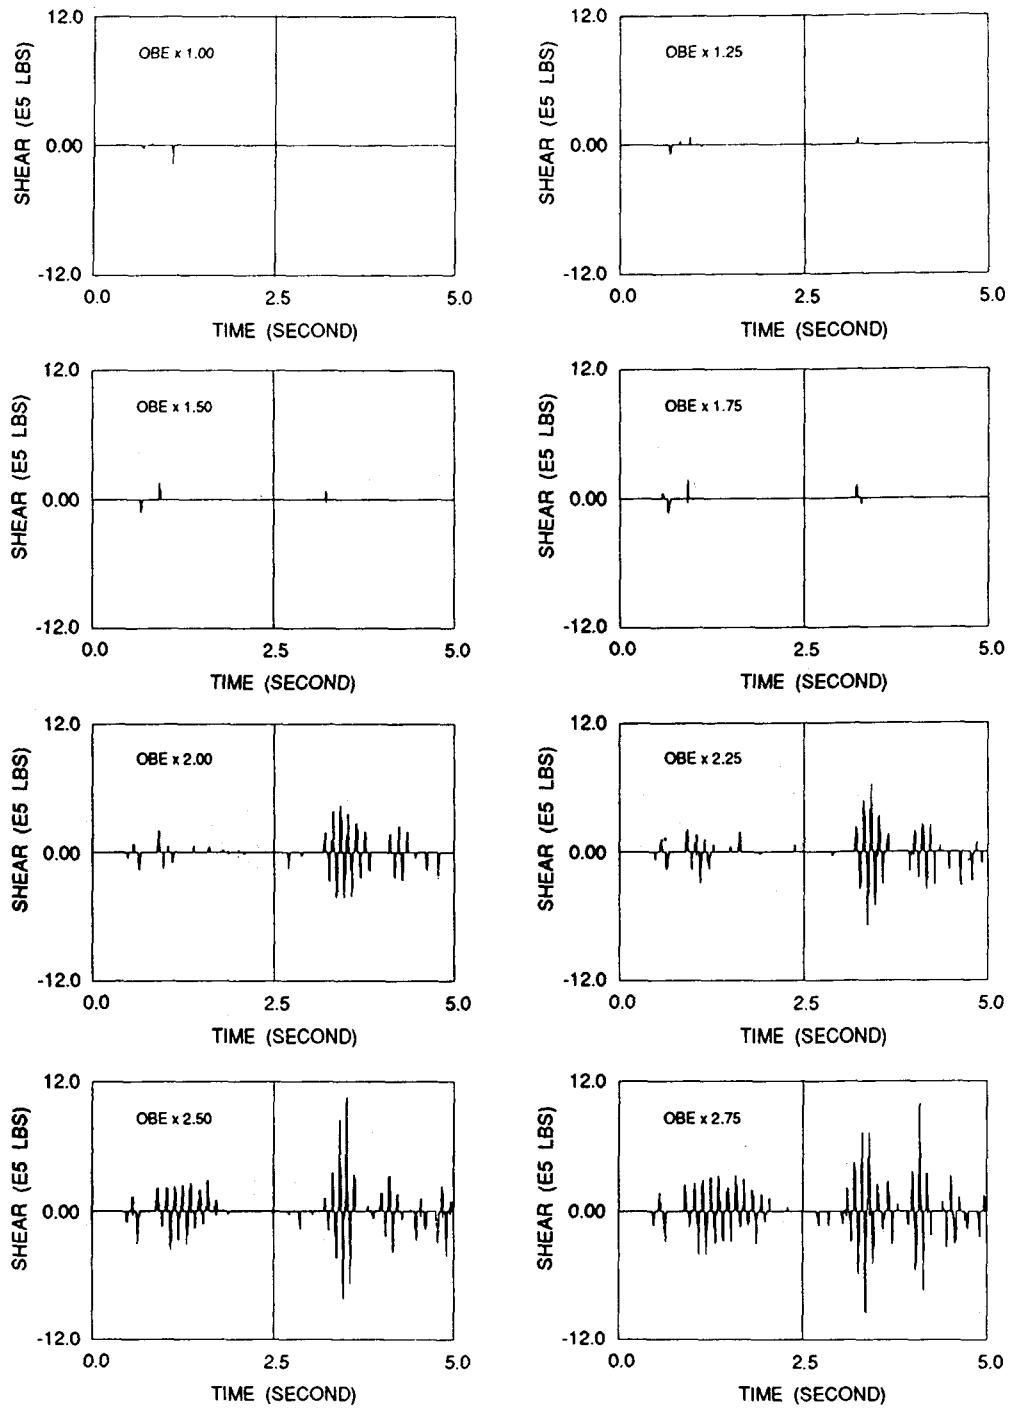 12.0
OBE x 1.00
SHEAR (E5 LBS)
0.00
-12.0
0.0 2.5 5.0
TIME (SECOND)
12.0
OBE x 1.25
SHEAR (E5 LBS)
0.00
-12.0
0.0 2.5 5.0
TIME (SECOND)
12.0
OBE x 1.50
SHEAR (E5 LBS)
0.00
-12.0
0.0 2.5 5.0
TIME (SECOND)
12.0
OBE x 1.75
SHEAR (E5 LBS)
0.00
-12.0
0.0 2.5 5.0
TIME (SECOND)
12.0
OBE x 2.00
SHEAR (E5 LBS)
0.00
-12.0
0.0 2.5 5.0
TIME (SECOND)
12.0
OBE x 2.25
SHEAR (E5 LBS)
0.00
-12.0
0.0 2.5 5.0
TIME (SECOND)
12.0
OBE x 2.50
SHEAR (E5 LBS)
0.00
-12.0
0.0 2.5 5.0
TIME (SECOND)
12.0
OBE x 2.75
SHEAR (E5 LBS)
0.00
-12.0
0.0 2.5 5.0
TIME (SECOND)